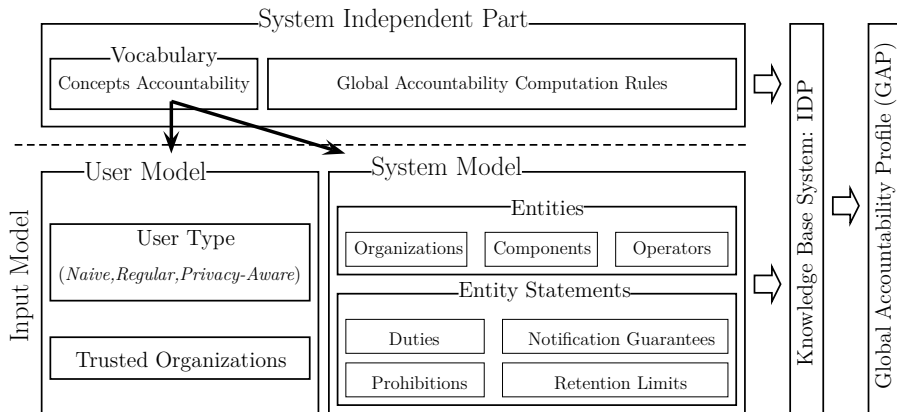 System Independent Part
Vocabulary
Concepts Accountability
Global Accountability Computation Rules
Input Model
User Model
User Type
(Naive,Regular,Privacy-Aware)
Trusted Organizations
System Model
Entities
Organizations
Components
Operators
Entity Statements
Duties
Notification Guarantees
Prohibitions
Retention Limits
Knowledge Base System: IDP
Global Accountability Profile (GAP)